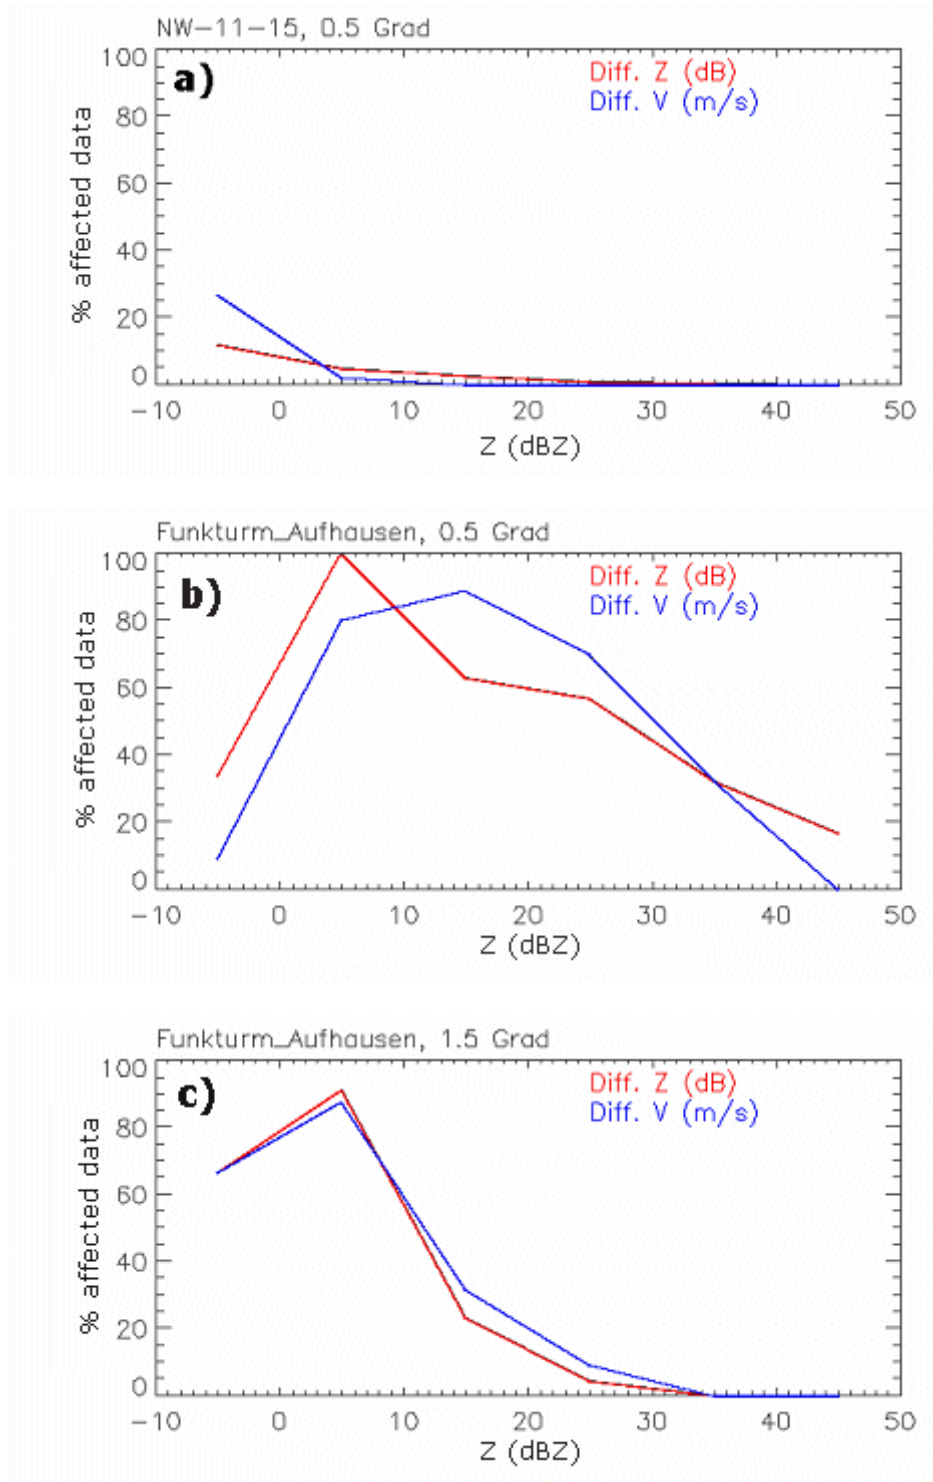 NW-11-15, 0.5 Grad
a)
Diff. Z (dB)
Diff. V (m/s)
% affected data
100
80
60
40
20
0
-10 0 10 20 30 40 50
Z (dBZ)
Funkturm_Aufhausen, 0.5 Grad
b)
Diff. Z (dB)
Diff. V (m/s)
% affected data
100
80
60
40
20
0
-10 0 10 20 30 40 50
Z (dBZ)
Funkturm_Aufhausen, 1.5 Grad
c)
Diff. Z (dB)
Diff. V (m/s)
% affected data
100
80
60
40
20
0
-10 0 10 20 30 40 50
Z (dBZ)